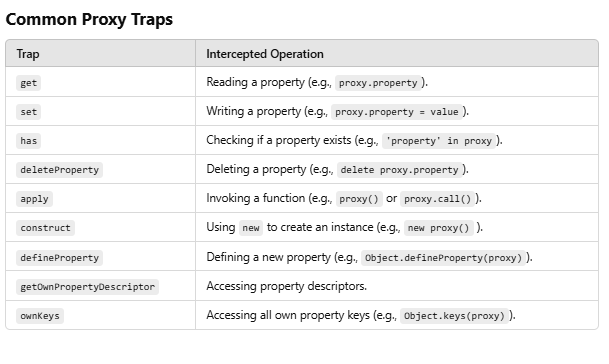 Common Proxy Traps
Trap Intercepted Operation
get Reading a property (e.g., proxy.property ).
set Writing a property (e.g., proxy.property = value ).
has Checking if a property exists (e.g., 'property' in proxy ).
deleteProperty Deleting a property (e.g., delete proxy.property ).
apply Invoking a function (e.g., proxy() or proxy.call() ).
construct Using new to create an instance (e.g., new proxy() ).
defineProperty Defining a new property (e.g., Object.defineProperty(proxy) ).
getOwnPropertyDescriptor Accessing property descriptors.
ownKeys Accessing all own property keys (e.g., Object.keys(proxy) ).